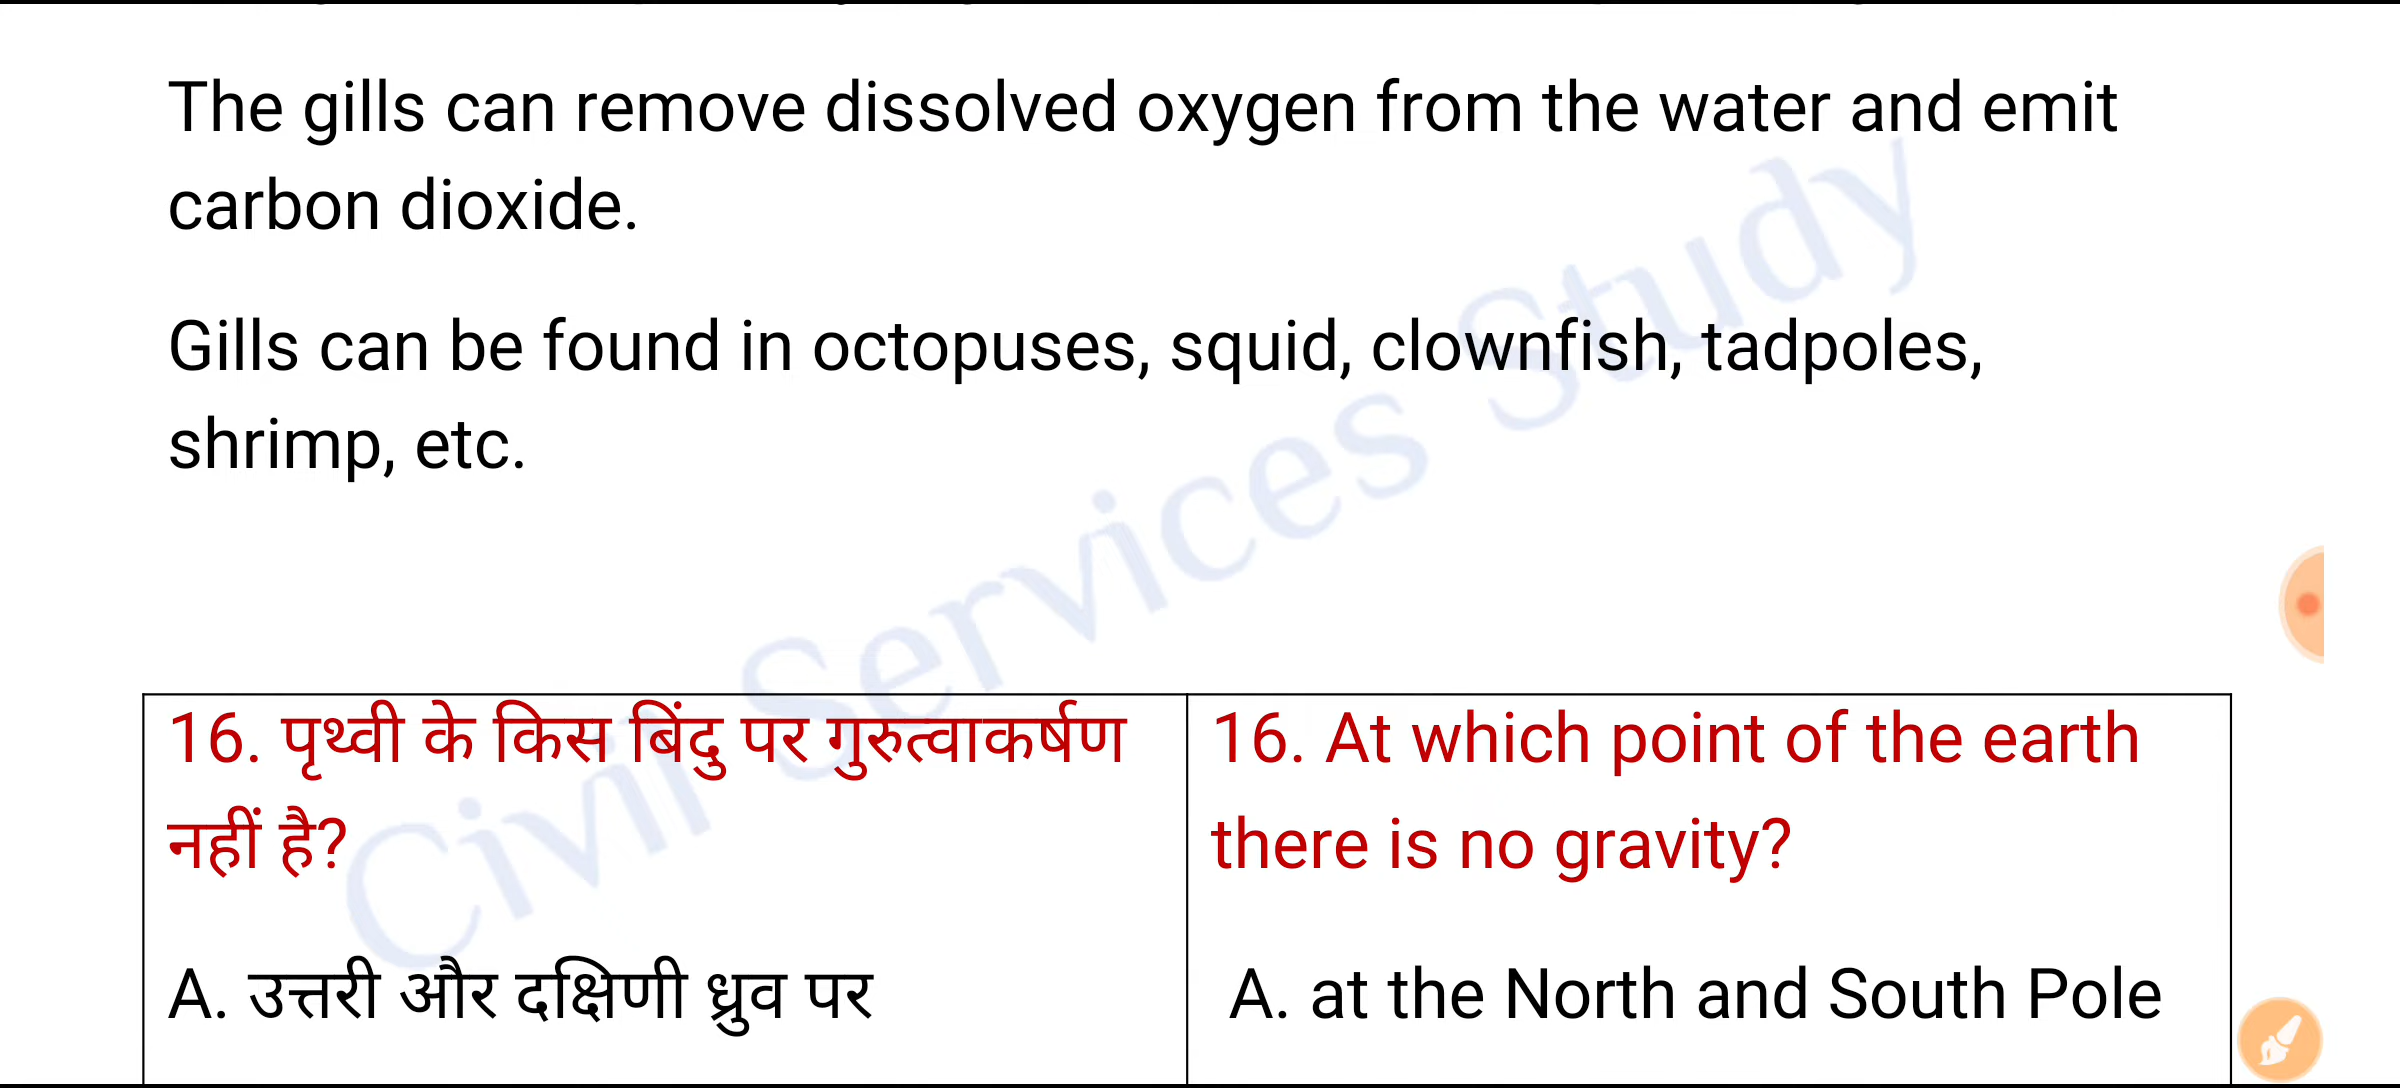 The gills can remove dissolved oxygen from the water and emit
carbon dioxide.
Gills can be found in octopuses, squid, clownfish, tadpoles,
shrimp, etc.
Civil Services Study
16. पृथ्वी के किस बिंदु पर गुरुत्वाकर्षण
नहीं है?
A. उत्तरी और दक्षिणी ध्रुव पर
16. At which point of the earth
there is no gravity?
A. at the North and South Pole